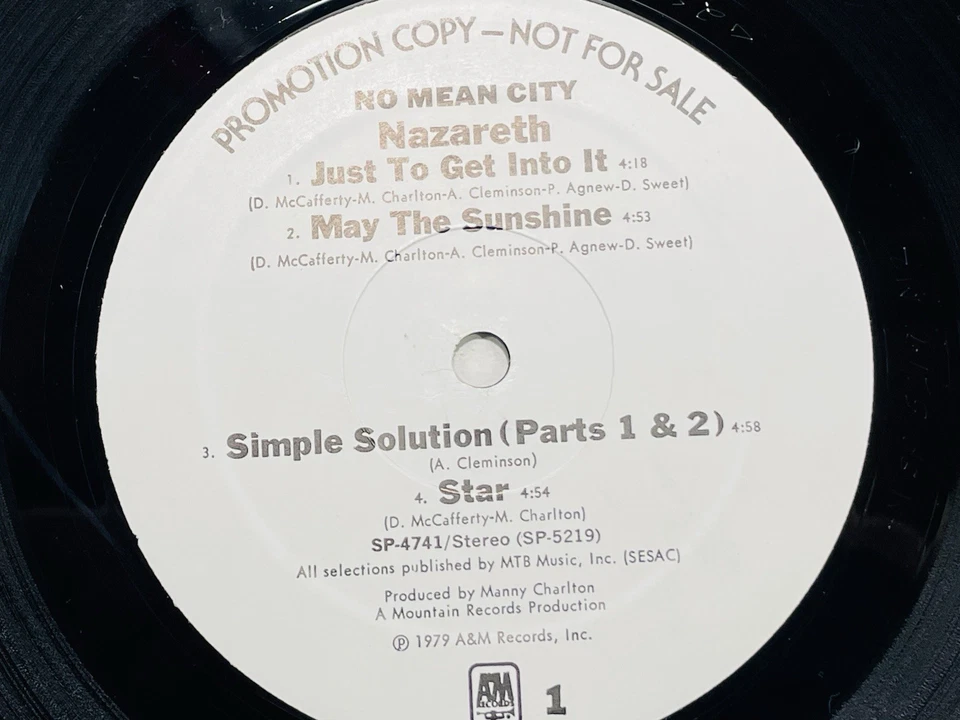 PROMOTION COPY—NOT FOR SALE
NO MEAN CITY
Nazareth
1. Just To Get Into It 4:18
(D. McCafferty-M. Charlton-A. Cleminson-P. Agnew-D. Sweet)
2. May The Sunshine 4:53
(D. McCafferty-M. Charlton-A. Cleminson-P. Agnew-D. Sweet)
3. Simple Solution (Parts 1 & 2) 4:58
(A. Cleminson)
4. Star 4:54
(D. McCafferty-M. Charlton)
SP-4741/Stereo (SP-5219)
All selections published by MTB Music, Inc. (SESAC)
Produced by Manny Charlton
A Mountain Records Production
℗ 1979 A&M Records, Inc.
A&M
RECORDS
1